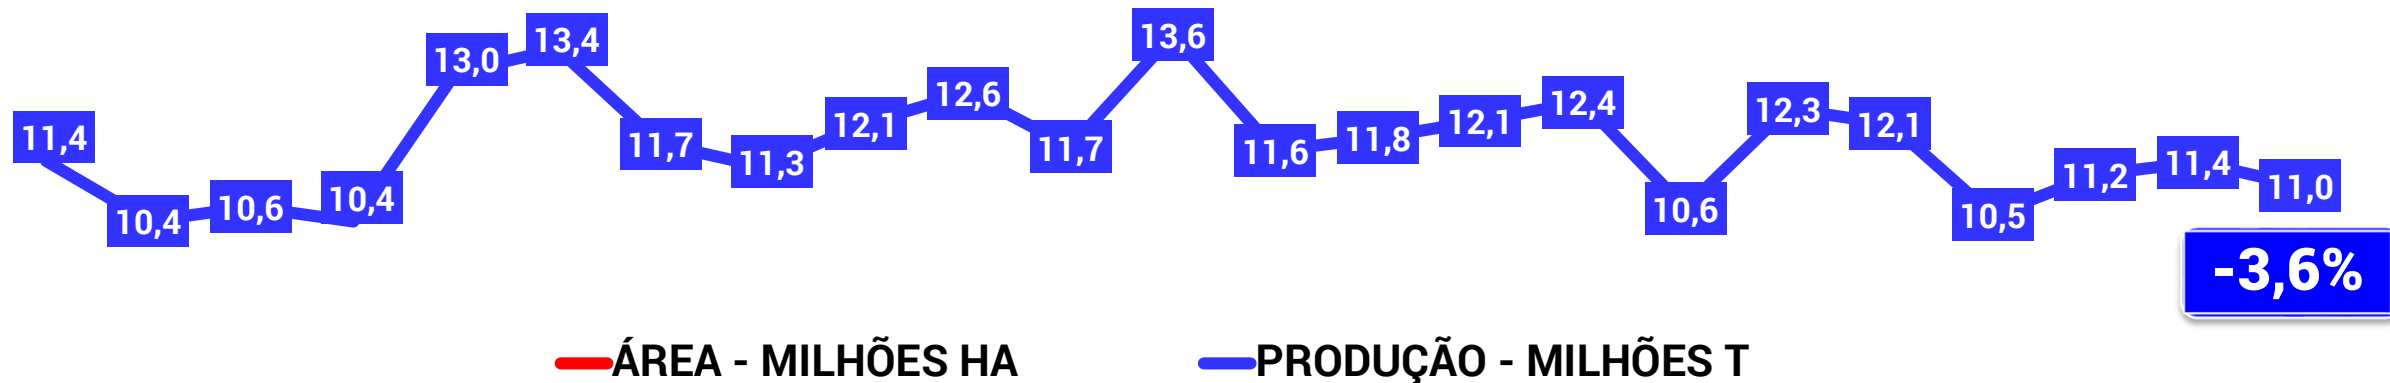 11,4 10,4 10,6 10,4 13,0 13,4 11,7 11,3 12,1 12,6 11,7 13,6 11,6 11,8 12,1 12,4 10,6 12,3 12,1 10,5 11,2 11,4 11,0
-3,6%
ÁREA - MILHÕES HA PRODUÇÃO - MILHÕES T